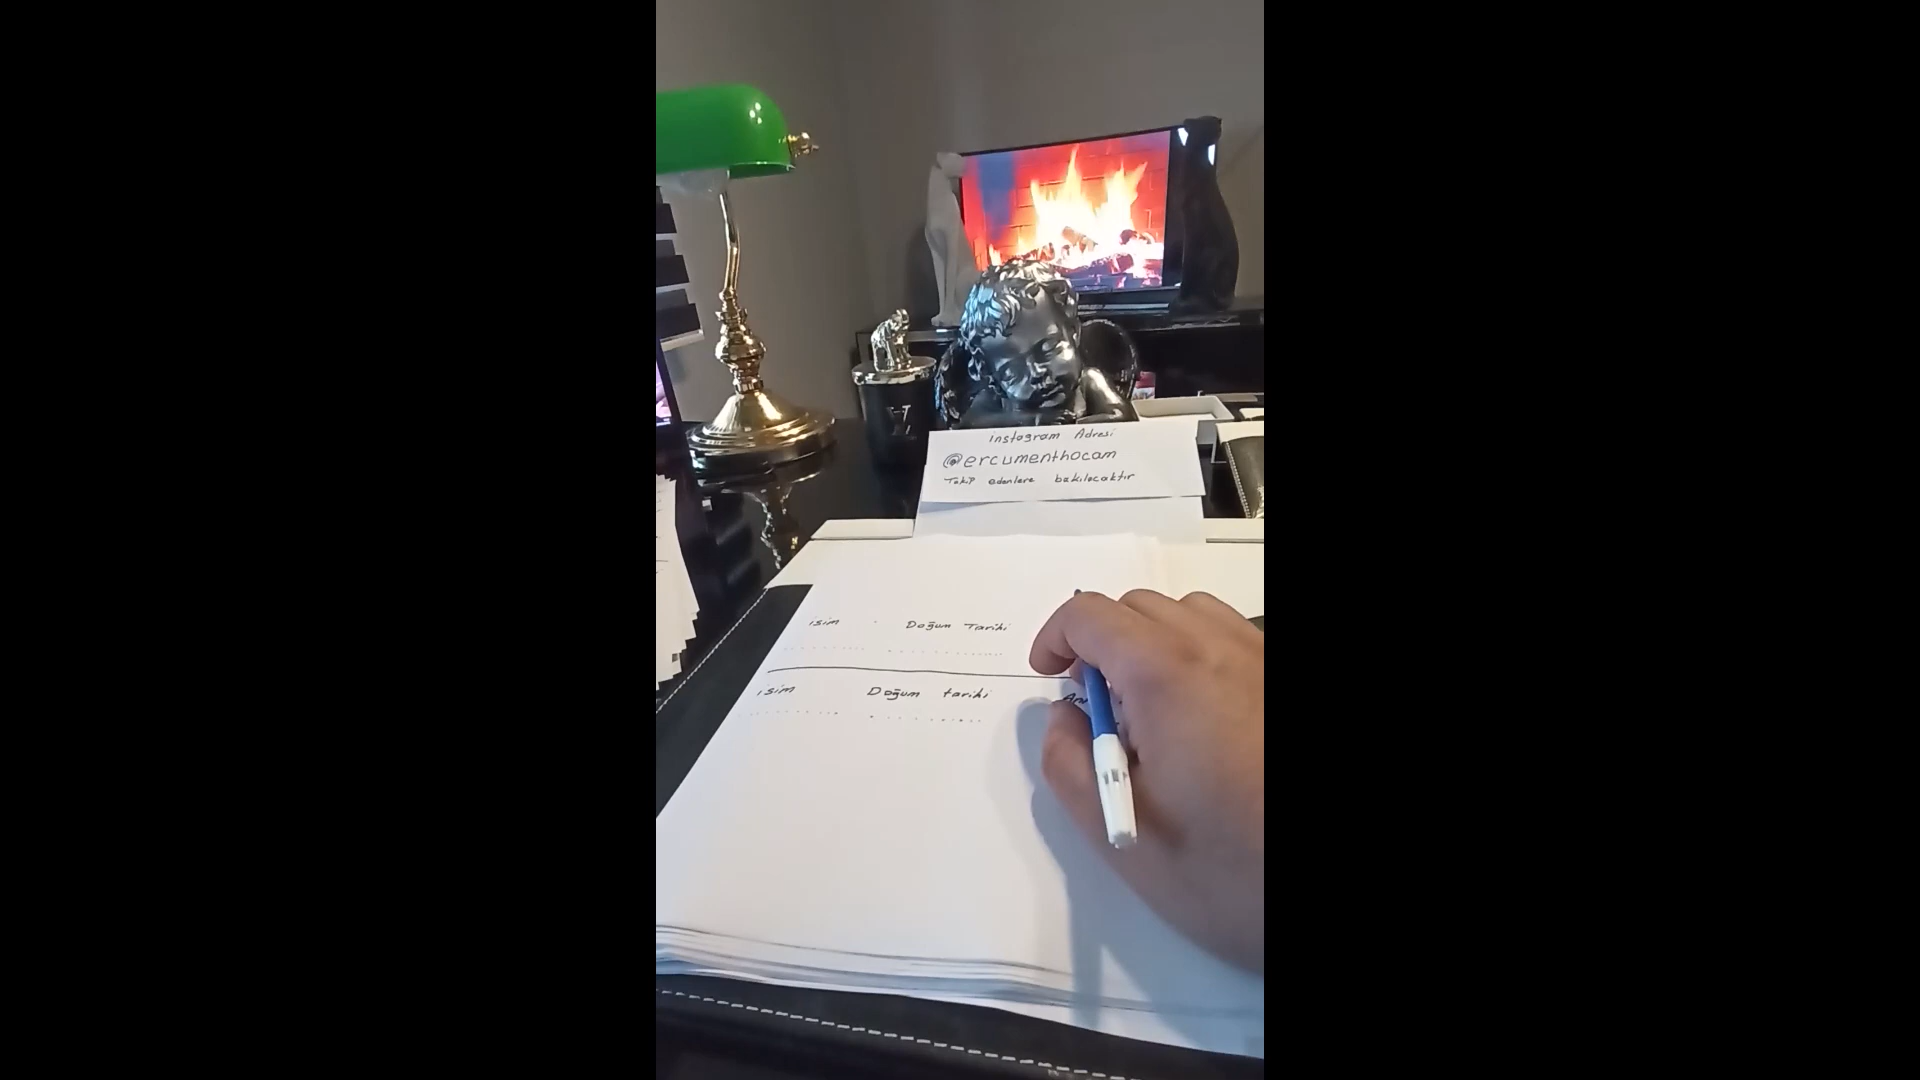 instagram Adresi
@ercumenthocam
Takip edenlere bakılacaktır
isim Doğum Tarihi
isim Doğum tarihi